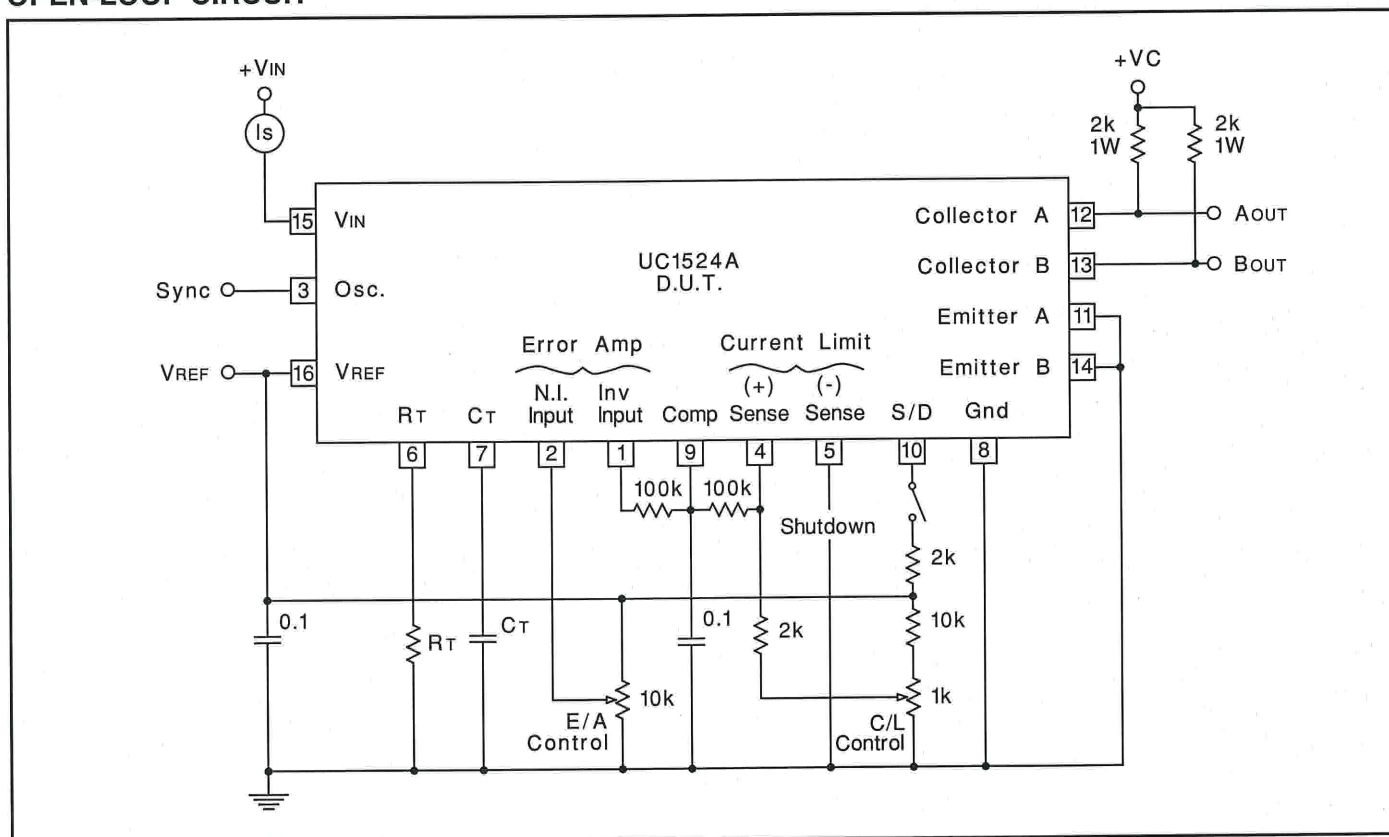 OPEN-LOOP CIRCUIT
+VIN
Is
+VC
2k
1W
2k
1W
15 VIN
Collector A 12
AOUT
UC1524A
D.U.T.
Collector B 13
BOUT
Sync
3 Osc.
Emitter A 11
Error Amp
Current Limit
VREF
16 VREF
Emitter B 14
RT
CT
N.I.
Input
Inv
Input
Comp
(+)
Sense
(-)
Sense
S/D
Gnd
6
7
2
1
9
4
5
10
8
100k
100k
Shutdown
2k
0.1
RT
CT
0.1
2k
10k
10k
1k
E/A
Control
C/L
Control